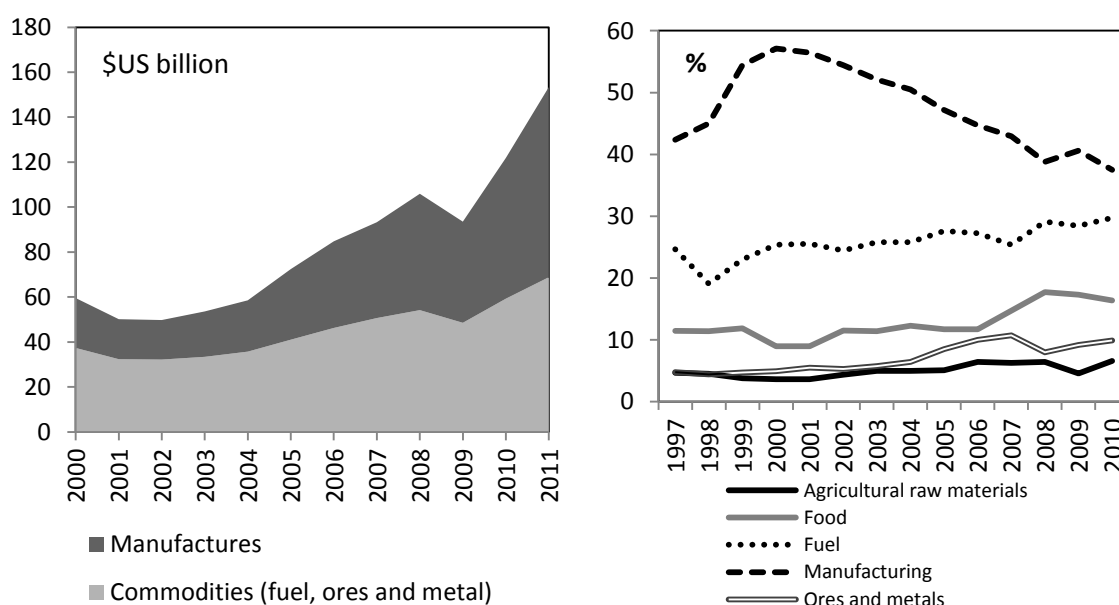 180
160
140
120
100
80
60
40
20
0
$US billion
2000 2001 2002 2003 2004 2005 2006 2007 2008 2009 2010 2011
Manufactures
Commodities (fuel, ores and metal)
60
50
40
30
20
10
0
%
1997 1998 1999 2000 2001 2002 2003 2004 2005 2006 2007 2008 2009 2010
Agricultural raw materials
Food
Fuel
Manufacturing
Ores and metals